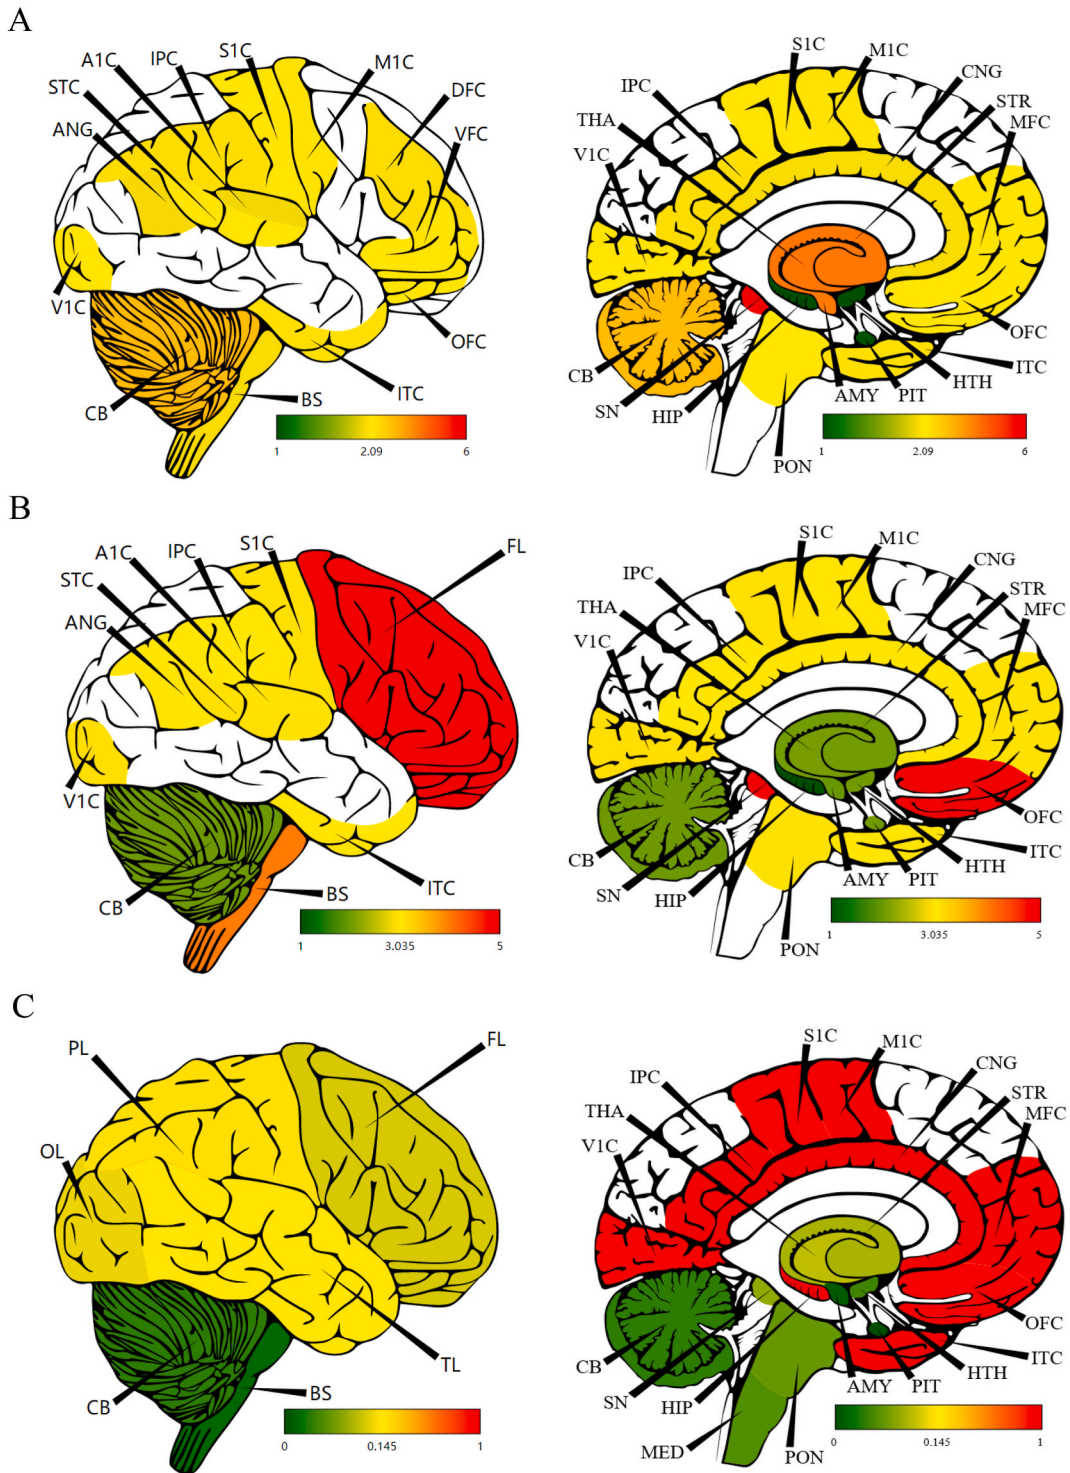 A
A1C IPC S1C M1C
STC DFC
ANG VFC
V1C OFC
CB BS ITC
1 2.09 6
S1C M1C
IPC CNG
THA STR
V1C MFC
OFC
CB ITC
SN HIP AMY PIT HTH
PON
1 2.09 6
B
A1C IPC S1C FL
STC
ANG
V1C
CB BS ITC
1 3.035 5
S1C M1C
IPC CNG
THA STR
V1C MFC
OFC
CB ITC
SN HIP AMY PIT HTH
PON
1 3.035 5
C
PL FL
OL
TL
CB BS
0 0.145 1
S1C M1C
IPC CNG
THA STR
V1C MFC
OFC
CB ITC
SN HIP AMY PIT HTH
MED PON
0 0.145 1